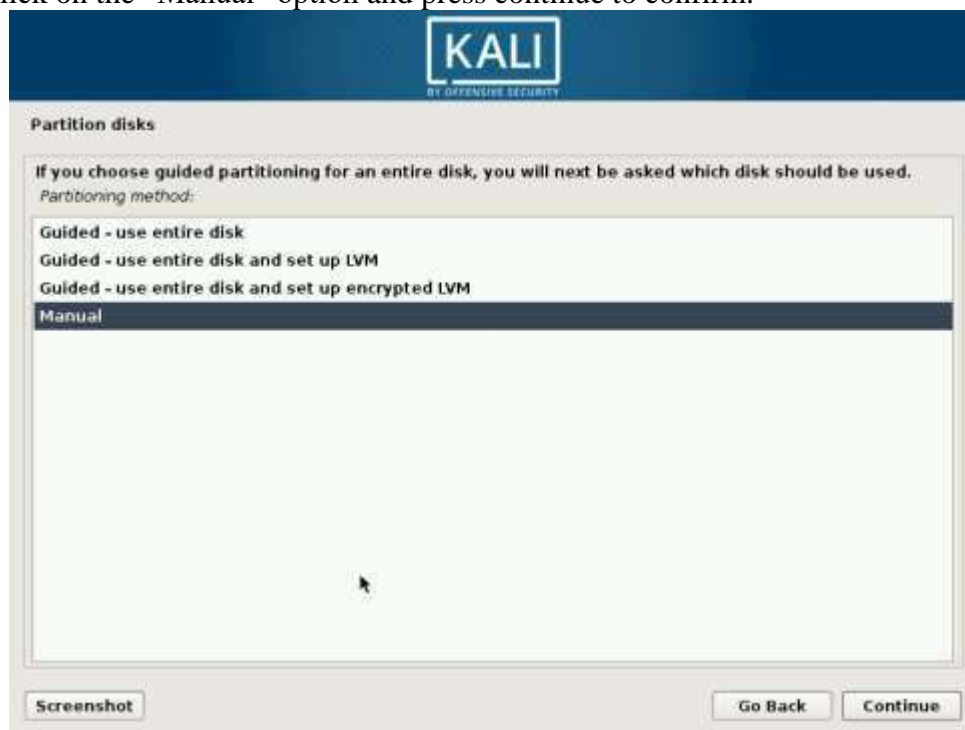 lick on the "Manual" option and press continue to confirm.
KALI
BY OFFENSIVE SECURITY
Partition disks
If you choose guided partitioning for an entire disk, you will next be asked which disk should be used.
Partitioning method:
Guided - use entire disk
Guided - use entire disk and set up LVM
Guided - use entire disk and set up encrypted LVM
Manual
Screenshot
Go Back
Continue